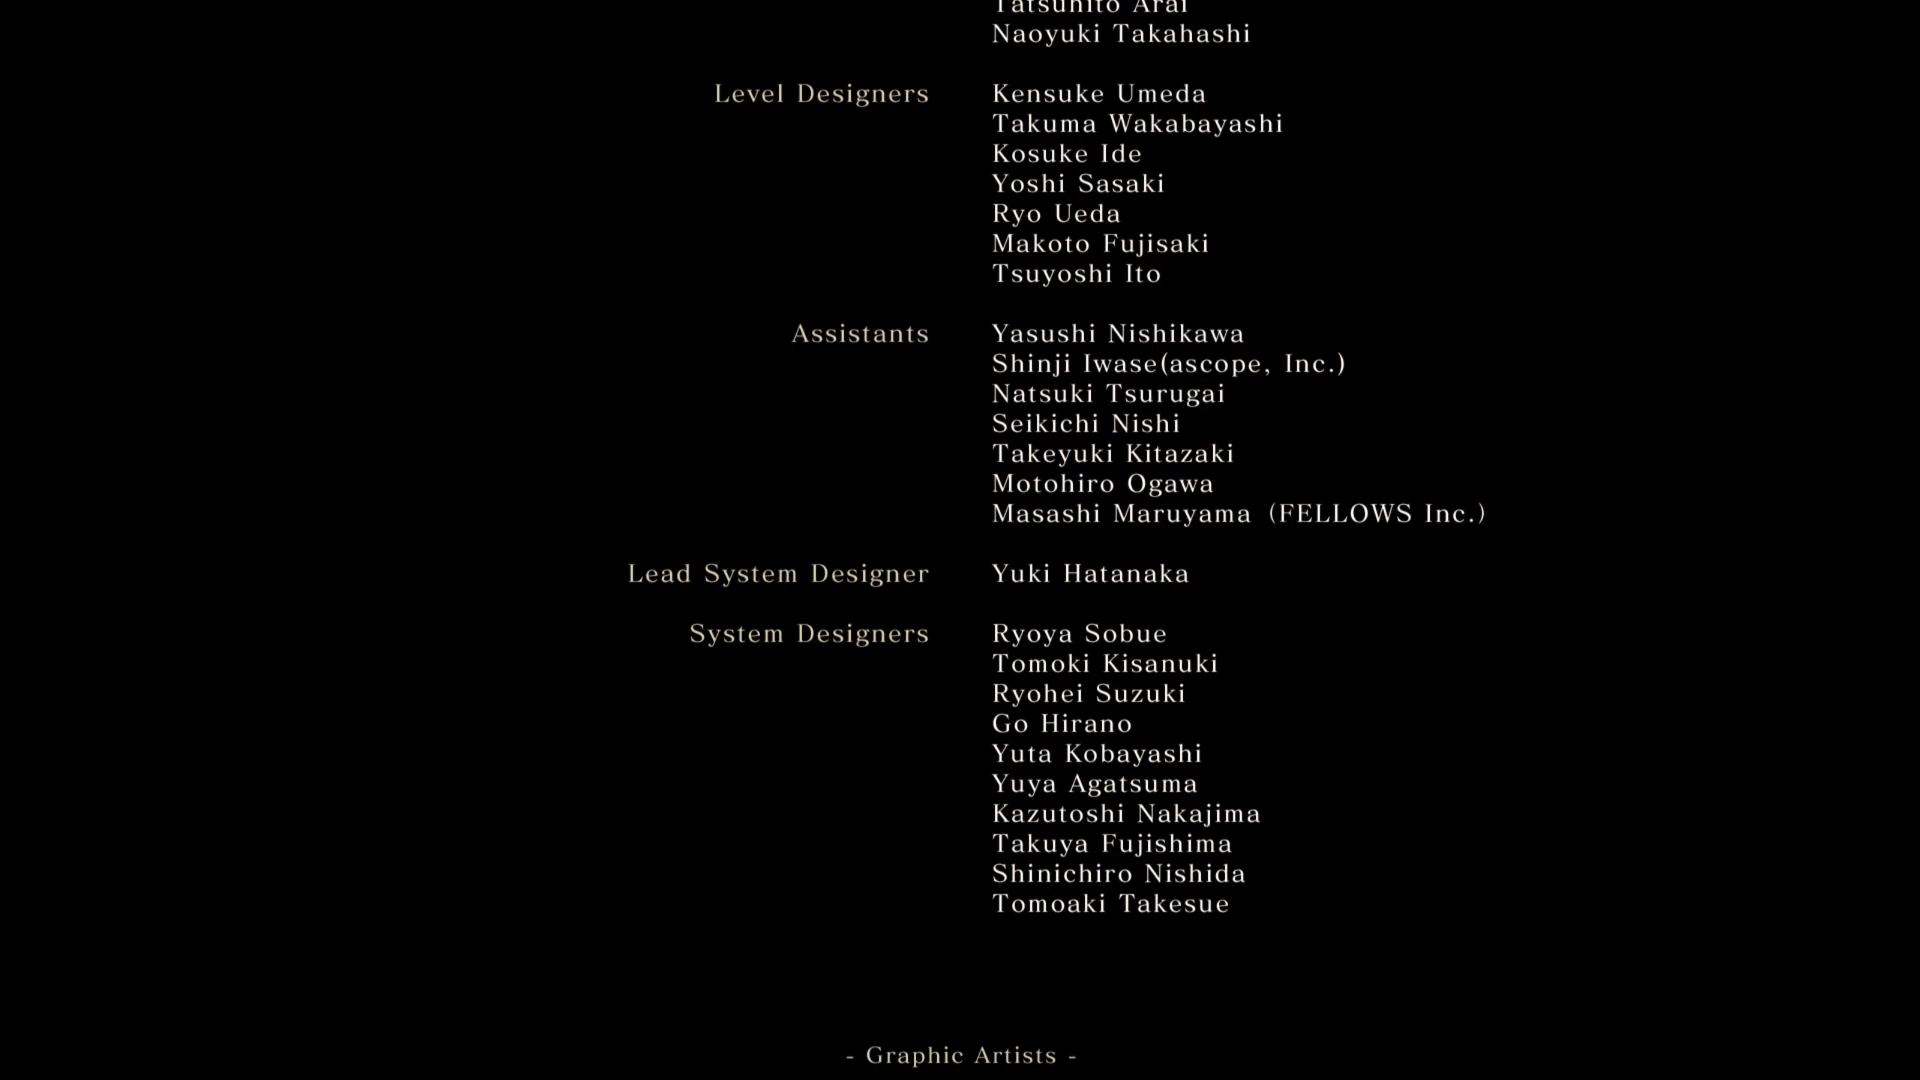 Tatsuhito Arai
Naoyuki Takahashi
Level Designers Kensuke Umeda
Takuma Wakabayashi
Kosuke Ide
Yoshi Sasaki
Ryo Ueda
Makoto Fujisaki
Tsuyoshi Ito
Assistants Yasushi Nishikawa
Shinji Iwase(ascope, Inc.)
Natsuki Tsurugai
Seikichi Nishi
Takeyuki Kitazaki
Motohiro Ogawa
Masashi Maruyama (FELLOWS Inc.)
Lead System Designer Yuki Hatanaka
System Designers Ryoya Sobue
Tomoki Kisanuki
Ryohei Suzuki
Go Hirano
Yuta Kobayashi
Yuya Agatsuma
Kazutoshi Nakajima
Takuya Fujishima
Shinichiro Nishida
Tomoaki Takesue
- Graphic Artists -